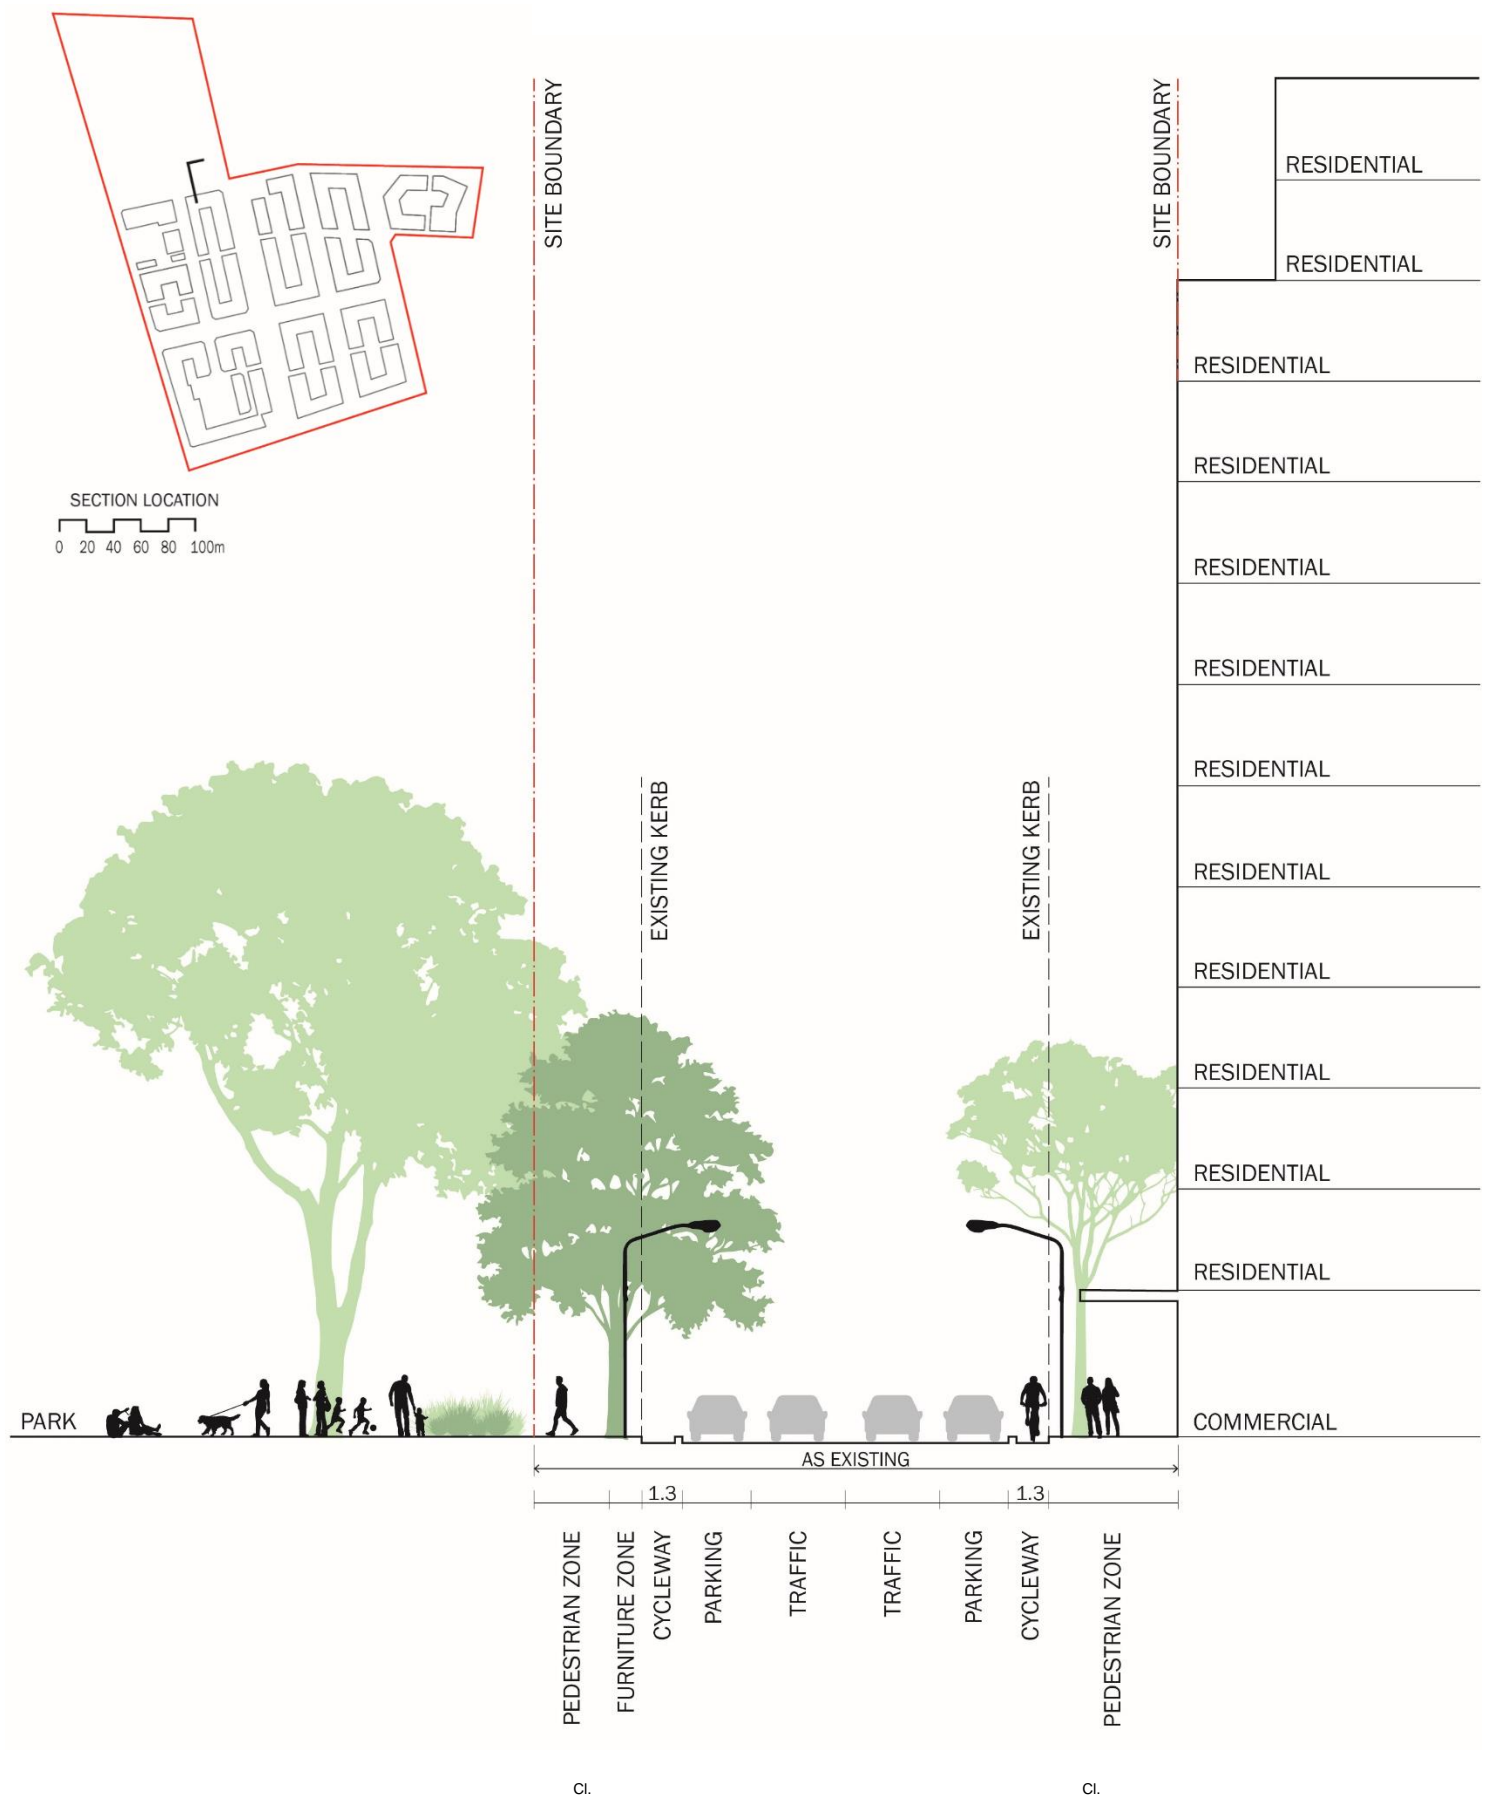 SITE BOUNDARY
SITE BOUNDARY
RESIDENTIAL
RESIDENTIAL
RESIDENTIAL
RESIDENTIAL
SECTION LOCATION
0 20 40 60 80 100m
RESIDENTIAL
RESIDENTIAL
RESIDENTIAL
EXISTING KERB
EXISTING KERB
RESIDENTIAL
RESIDENTIAL
RESIDENTIAL
RESIDENTIAL
RESIDENTIAL
PARK
COMMERCIAL
AS EXISTING
1.3
1.3
PEDESTRIAN ZONE
FURNITURE ZONE
CYCLEWAY
PARKING
TRAFFIC
TRAFFIC
PARKING
CYCLEWAY
PEDESTRIAN ZONE
Cl.
Cl.